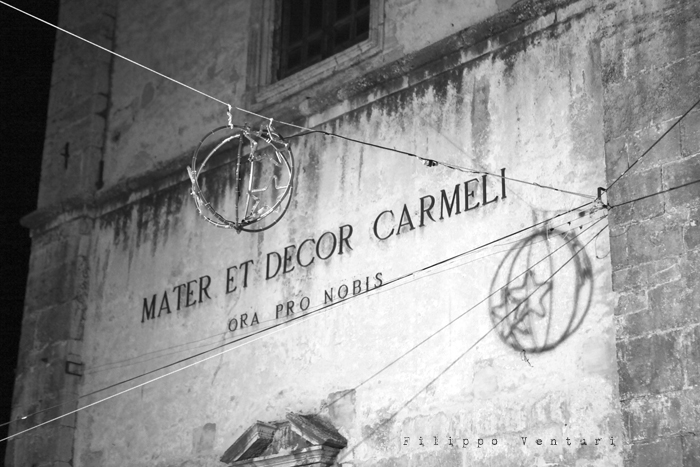 MATER ET DECOR CARMELI
ORA PRO NOBIS
Filippo Venturi